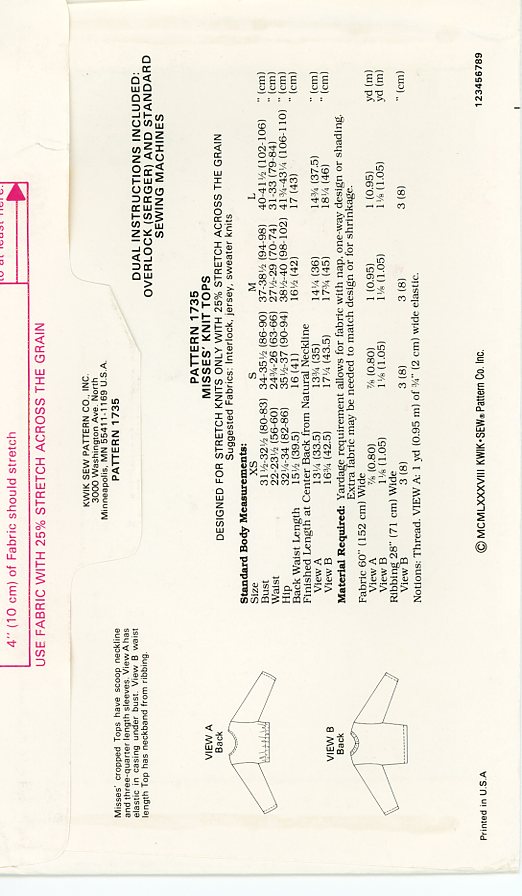 to at least here.
4" (10 cm) of Fabric should stretch
USE FABRIC WITH 25% STRETCH ACROSS THE GRAIN
KWIK SEW PATTERN CO., INC.
3000 Washington Ave. North
Minneapolis, MN 55411-1169 U.S.A.
PATTERN 1735
Misses' cropped Tops have scoop neckline
and three-quarter length sleeves. View A has
elastic in casing under bust. View B waist
length Top has neckband from ribbing.
DUAL INSTRUCTIONS INCLUDED:
OVERLOCK (SERGER) AND STANDARD
SEWING MACHINES
PATTERN 1735
MISSES' KNIT TOPS
DESIGNED FOR STRETCH KNITS ONLY WITH 25% STRETCH ACROSS THE GRAIN
Suggested Fabrics: Interlock, jersey, sweater knits
Standard Body Measurements:
Size XS S M L
Bust 31½-32½ (80-83) 34-35½ (86-90) 37-38½ (94-98) 40-41½ (102-106) " (cm)
Waist 22-23½ (56-60) 24¾-26 (63-66) 27½-29 (70-74) 31-33 (79-84) " (cm)
Hip 32¼-34 (82-86) 35½-37 (90-94) 38½-40 (98-102) 41¾-43¼ (106-110) " (cm)
Back Waist Length 15½ (39.5) 16 (41) 16½ (42) 17 (43) " (cm)
Finished Length at Center Back from Natural Neckline
View A 13¼ (33.5) 13¾ (35) 14¼ (36) 14¾ (37.5) " (cm)
View B 16¾ (42.5) 17¼ (43.5) 17¾ (45) 18¼ (46) " (cm)
Material Required: Yardage requirement allows for fabric with nap, one-way design or shading.
Extra fabric may be needed to match design or for shrinkage.
Fabric 60" (152 cm) Wide
View A ⅞ (0.80) ⅞ (0.80) 1 (0.95) 1 (0.95) yd (m)
View B 1⅛ (1.05) 1⅛ (1.05) 1⅛ (1.05) 1⅛ (1.05) yd (m)
Ribbing 28" (71 cm) Wide
View B 3 (8) 3 (8) 3 (8) 3 (8) " (cm)
Notions: Thread. VIEW A: 1 yd (0.95 m) of ¾" (2 cm) wide elastic.
VIEW A
Back
VIEW B
Back
Printed in U.S.A
© MCMLXXXVIII KWIK•SEW® Pattern Co. Inc.
123456789